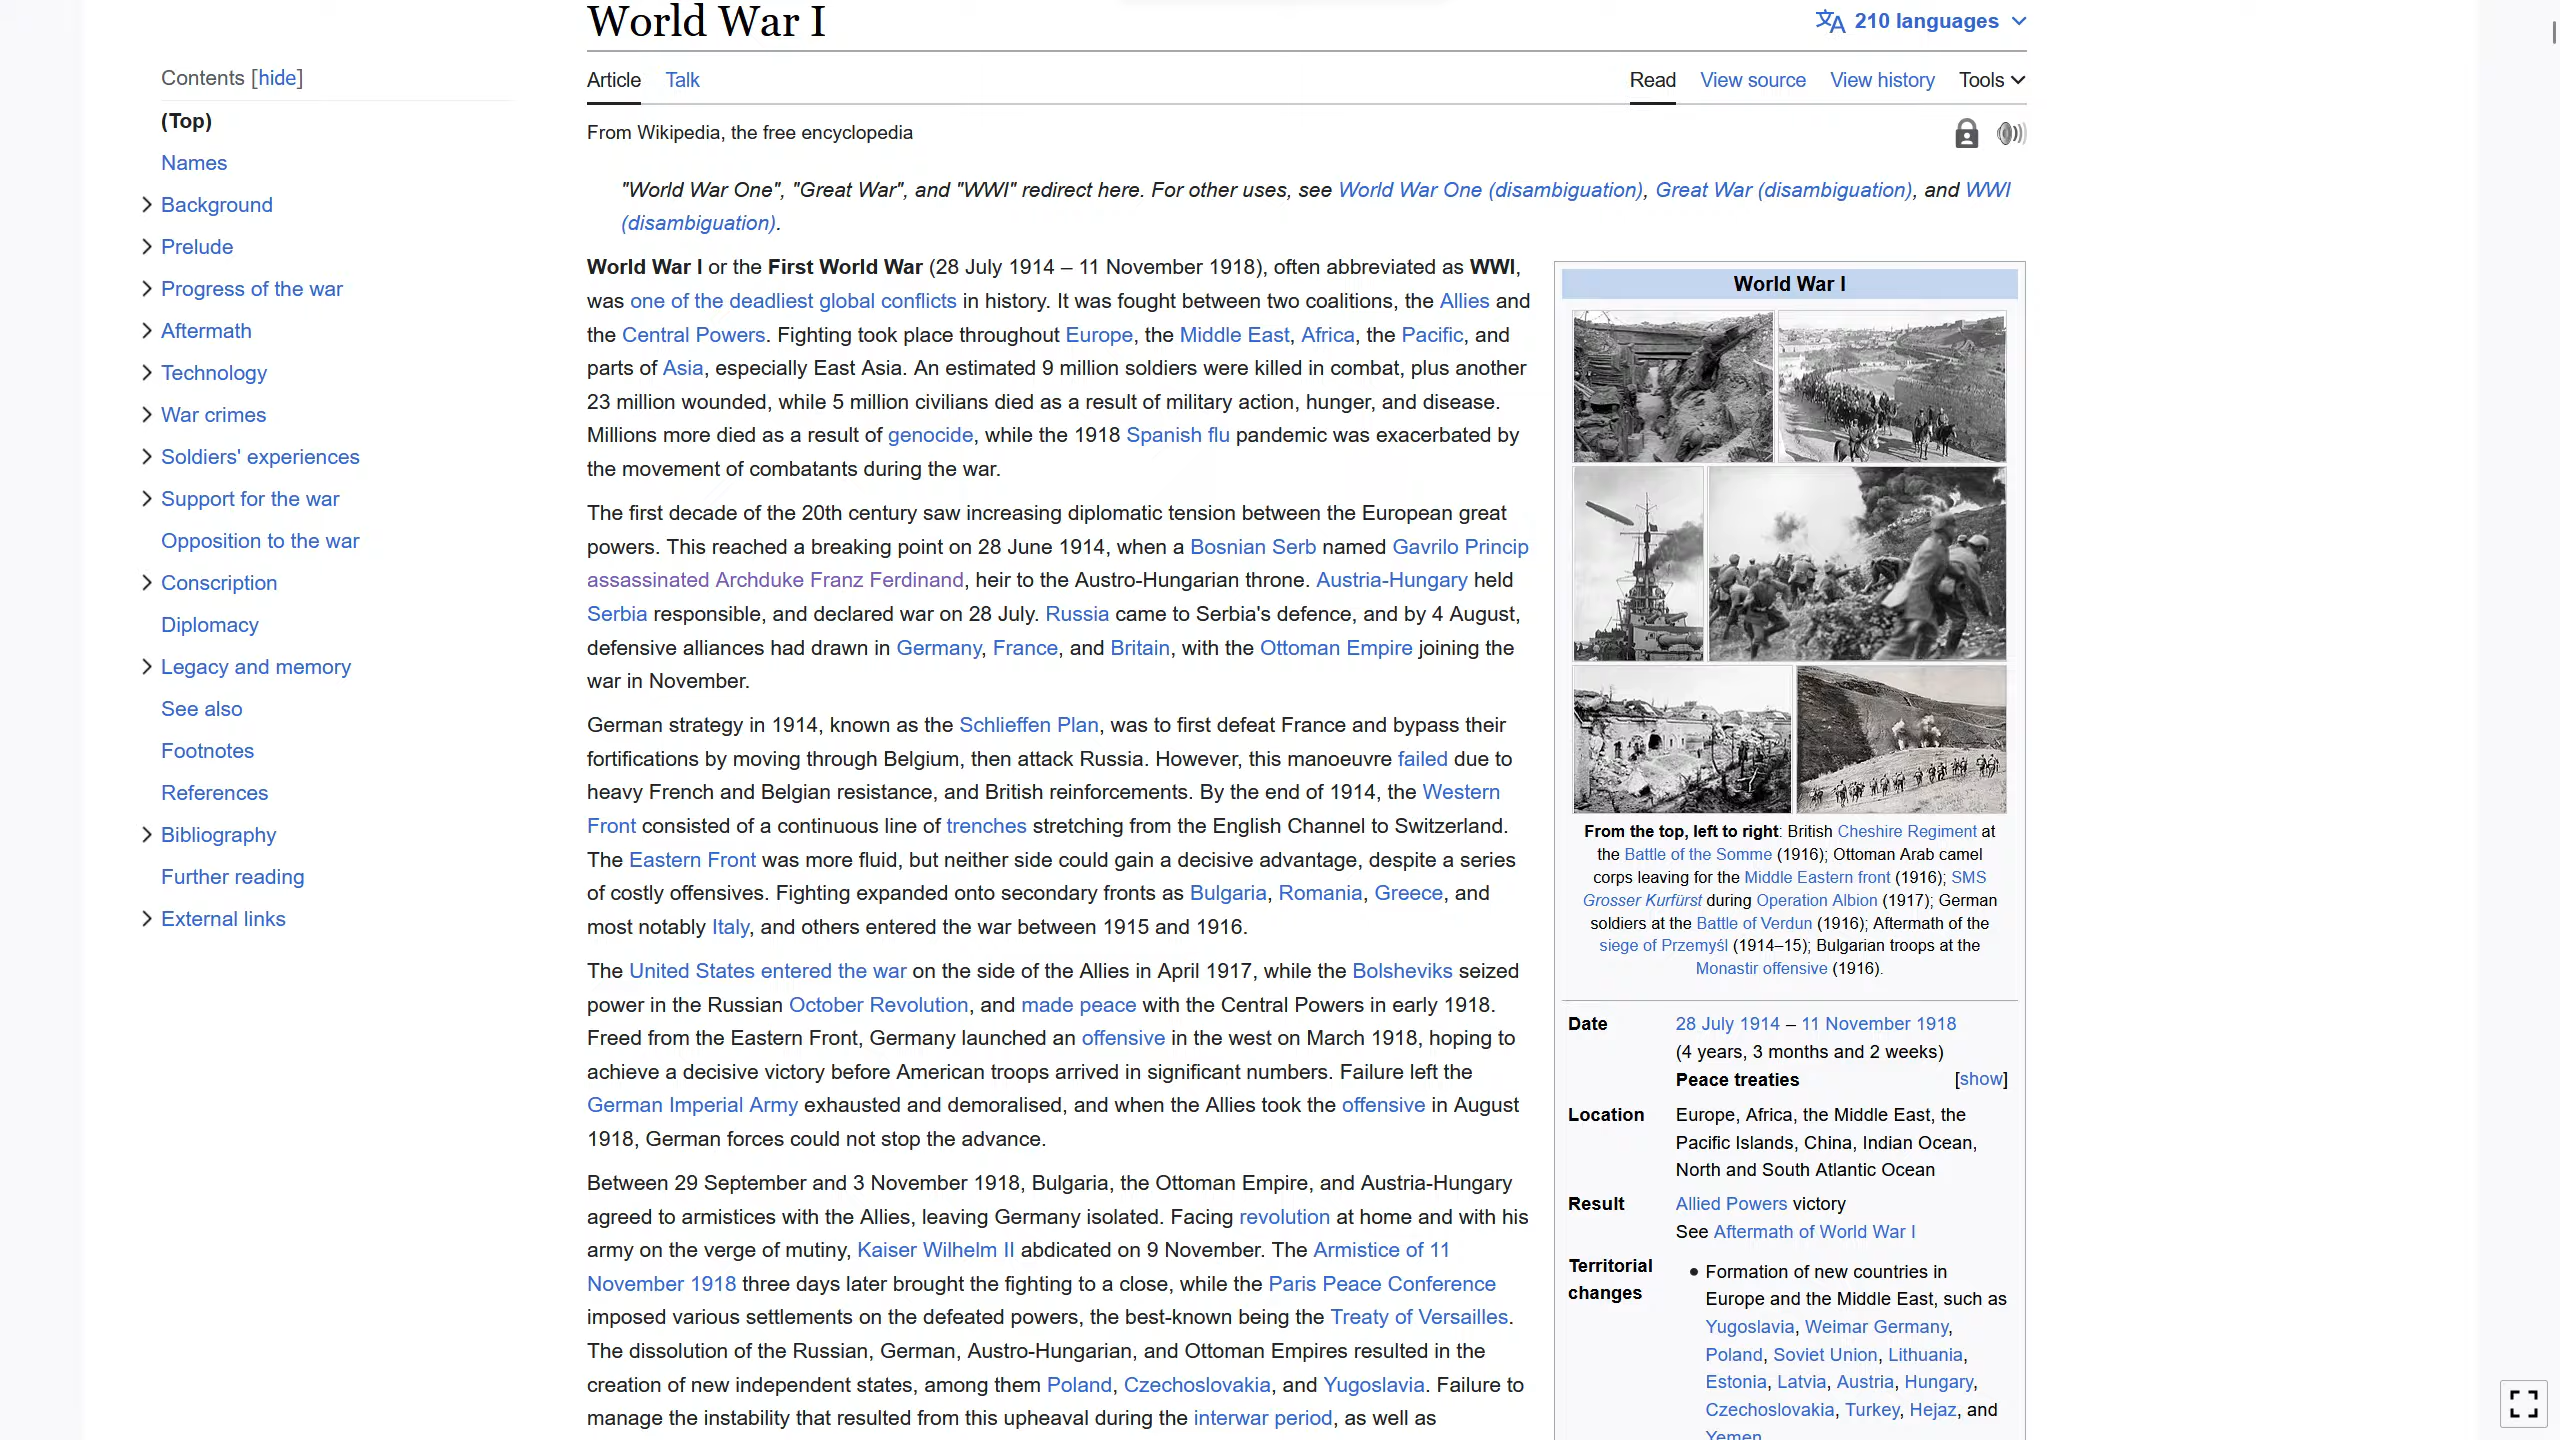 World War I
210 languages
Contents [hide]
(Top)
Names
Background
Prelude
Progress of the war
Aftermath
Technology
War crimes
Soldiers' experiences
Support for the war
Opposition to the war
Conscription
Diplomacy
Legacy and memory
See also
Footnotes
References
Bibliography
Further reading
External links
Article Talk
Read View source View history Tools
From Wikipedia, the free encyclopedia
"World War One", "Great War", and "WWI" redirect here. For other uses, see World War One (disambiguation), Great War (disambiguation), and WWI
(disambiguation).
World War I or the First World War (28 July 1914 – 11 November 1918), often abbreviated as WWI,
was one of the deadliest global conflicts in history. It was fought between two coalitions, the Allies and
the Central Powers. Fighting took place throughout Europe, the Middle East, Africa, the Pacific, and
parts of Asia, especially East Asia. An estimated 9 million soldiers were killed in combat, plus another
23 million wounded, while 5 million civilians died as a result of military action, hunger, and disease.
Millions more died as a result of genocide, while the 1918 Spanish flu pandemic was exacerbated by
the movement of combatants during the war.
The first decade of the 20th century saw increasing diplomatic tension between the European great
powers. This reached a breaking point on 28 June 1914, when a Bosnian Serb named Gavrilo Princip
assassinated Archduke Franz Ferdinand, heir to the Austro-Hungarian throne. Austria-Hungary held
Serbia responsible, and declared war on 28 July. Russia came to Serbia's defence, and by 4 August,
defensive alliances had drawn in Germany, France, and Britain, with the Ottoman Empire joining the
war in November.
German strategy in 1914, known as the Schlieffen Plan, was to first defeat France and bypass their
fortifications by moving through Belgium, then attack Russia. However, this manoeuvre failed due to
heavy French and Belgian resistance, and British reinforcements. By the end of 1914, the Western
Front consisted of a continuous line of trenches stretching from the English Channel to Switzerland.
The Eastern Front was more fluid, but neither side could gain a decisive advantage, despite a series
of costly offensives. Fighting expanded onto secondary fronts as Bulgaria, Romania, Greece, and
most notably Italy, and others entered the war between 1915 and 1916.
The United States entered the war on the side of the Allies in April 1917, while the Bolsheviks seized
power in the Russian October Revolution, and made peace with the Central Powers in early 1918.
Freed from the Eastern Front, Germany launched an offensive in the west on March 1918, hoping to
achieve a decisive victory before American troops arrived in significant numbers. Failure left the
German Imperial Army exhausted and demoralised, and when the Allies took the offensive in August
1918, German forces could not stop the advance.
Between 29 September and 3 November 1918, Bulgaria, the Ottoman Empire, and Austria-Hungary
agreed to armistices with the Allies, leaving Germany isolated. Facing revolution at home and with his
army on the verge of mutiny, Kaiser Wilhelm II abdicated on 9 November. The Armistice of 11
November 1918 three days later brought the fighting to a close, while the Paris Peace Conference
imposed various settlements on the defeated powers, the best-known being the Treaty of Versailles.
The dissolution of the Russian, German, Austro-Hungarian, and Ottoman Empires resulted in the
creation of new independent states, among them Poland, Czechoslovakia, and Yugoslavia. Failure to
manage the instability that resulted from this upheaval during the interwar period, as well as
World War I
From the top, left to right: British Cheshire Regiment at
the Battle of the Somme (1916); Ottoman Arab camel
corps leaving for the Middle Eastern front (1916); SMS
Grosser Kurfürst during Operation Albion (1917); German
soldiers at the Battle of Verdun (1916); Aftermath of the
siege of Przemyśl (1914–15); Bulgarian troops at the
Monastir offensive (1916).
Date 28 July 1914 – 11 November 1918
(4 years, 3 months and 2 weeks)
Peace treaties [show]
Location Europe, Africa, the Middle East, the
Pacific Islands, China, Indian Ocean,
North and South Atlantic Ocean
Result Allied Powers victory
See Aftermath of World War I
Territorial changes
• Formation of new countries in
Europe and the Middle East, such as
Yugoslavia, Weimar Germany,
Poland, Soviet Union, Lithuania,
Estonia, Latvia, Austria, Hungary,
Czechoslovakia, Turkey, Hejaz, and
Yemen